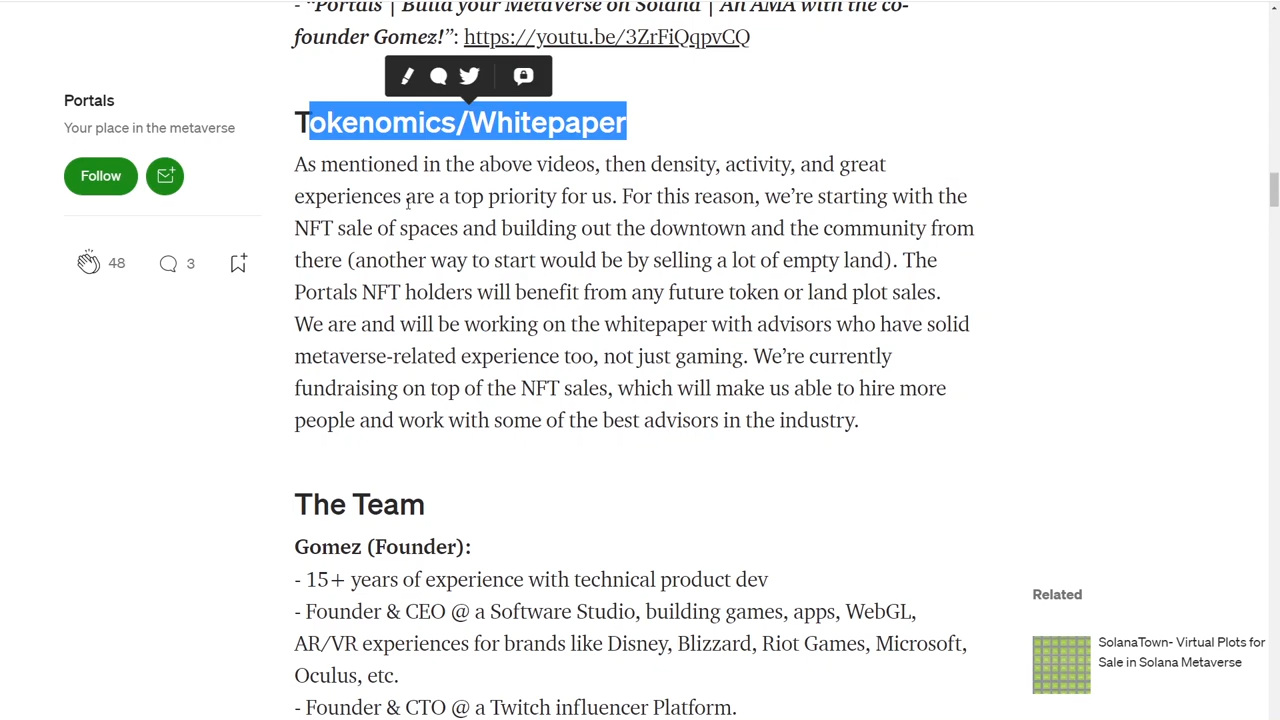 - “Portals | Build your Metaverse on Solana | An AMA with the co-
founder Gomez!”: https://youtu.be/3ZrFiQqpvCQ
Portals
Your place in the metaverse
Follow
48
3
Tokenomics/Whitepaper
As mentioned in the above videos, then density, activity, and great
experiences are a top priority for us. For this reason, we’re starting with the
NFT sale of spaces and building out the downtown and the community from
there (another way to start would be by selling a lot of empty land). The
Portals NFT holders will benefit from any future token or land plot sales.
We are and will be working on the whitepaper with advisors who have solid
metaverse-related experience too, not just gaming. We’re currently
fundraising on top of the NFT sales, which will make us able to hire more
people and work with some of the best advisors in the industry.
The Team
Gomez (Founder):
- 15+ years of experience with technical product dev
- Founder & CEO @ a Software Studio, building games, apps, WebGL,
AR/VR experiences for brands like Disney, Blizzard, Riot Games, Microsoft,
Oculus, etc.
- Founder & CTO @ a Twitch influencer Platform.
Related
SolanaTown- Virtual Plots for
Sale in Solana Metaverse